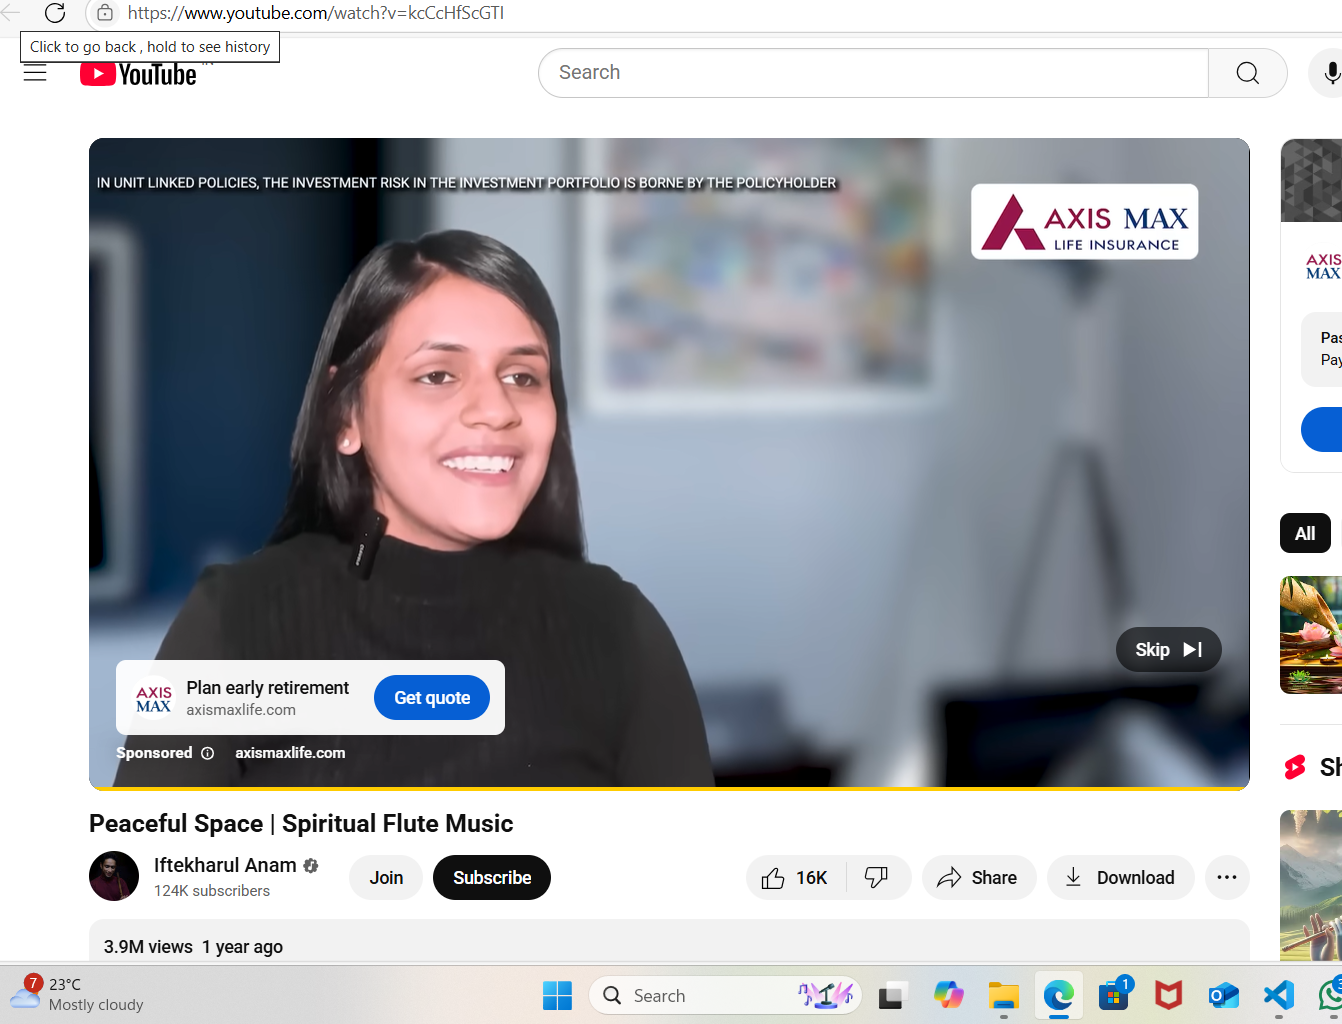 https://www.youtube.com/watch?v=kcCcHfScGTI
Click to go back , hold to see history
YouTube
Search
IN UNIT LINKED POLICIES, THE INVESTMENT RISK IN THE INVESTMENT PORTFOLIO IS BORNE BY THE POLICYHOLDER
AXIS MAX
LIFE INSURANCE
AXIS
MAX
Pas
Pay
All
Skip
AXIS
MAX
Plan early retirement
axismaxlife.com
Get quote
Sponsored axismaxlife.com
Sh
Peaceful Space | Spiritual Flute Music
Iftekharul Anam
124K subscribers
Join
Subscribe
16K
Share
Download
3.9M views 1 year ago
7
23°C
Mostly cloudy
Search
1